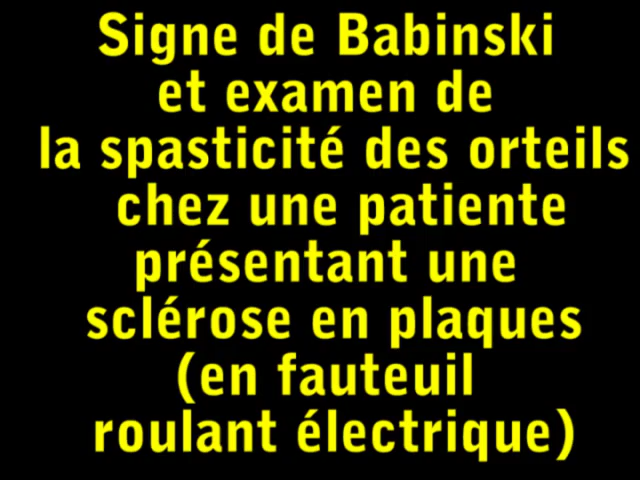 Signe de Babinski
et examen de
la spasticité des orteils
chez une patiente
présentant une
sclérose en plaques
(en fauteuil
roulant électrique)